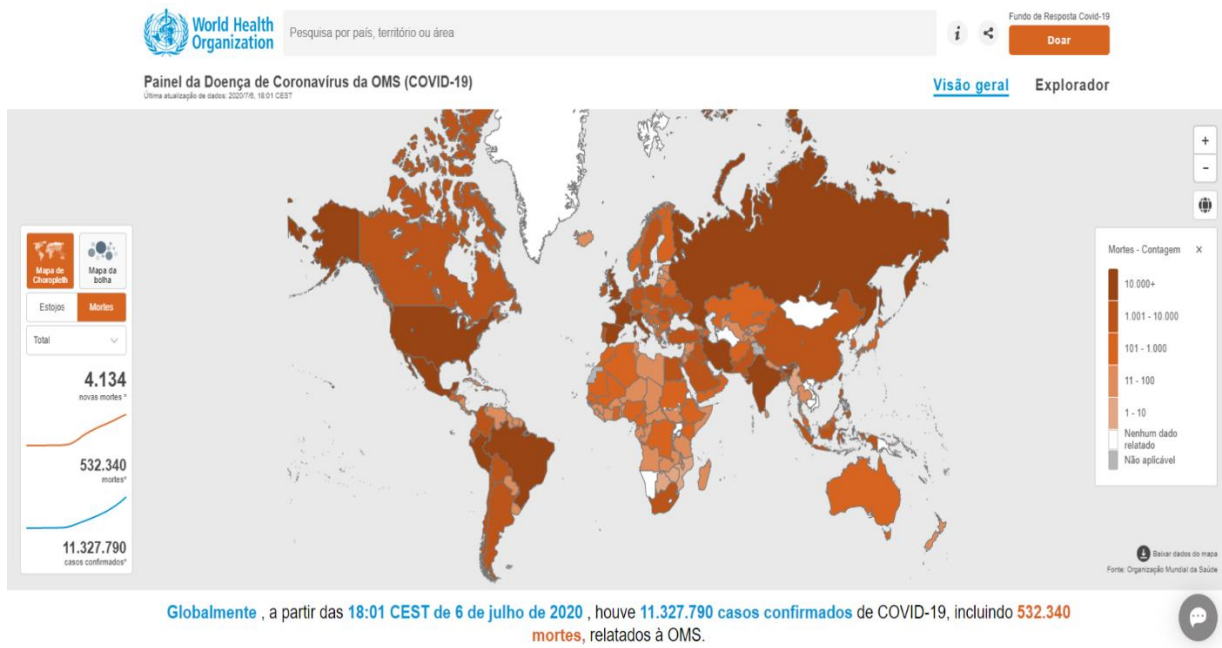 World Health
Organization
Pesquisa por país, território ou área
i
Fundo de Resposta Covid-19
Doar
Painel da Doença de Coronavírus da OMS (COVID-19)
Última atualização de dados: 2020/7/6, 18:01 CEST
Visão geral
Explorador
+
-
Mapa de
Choropleth
Mapa da
bolha
Estojos
Mortes
Total
4.134
novas mortes *
532.340
mortes*
11.327.790
casos confirmados*
Mortes - Contagem x
10.000+
1.001 - 10.000
101 - 1.000
11 - 100
1 - 10
Nenhum dado
relatado
Não aplicável
Baixar dados do mapa
Fonte: Organização Mundial da Saúde
Globalmente , a partir das 18:01 CEST de 6 de julho de 2020 , houve 11.327.790 casos confirmados de COVID-19, incluindo 532.340
mortes, relatados à OMS.